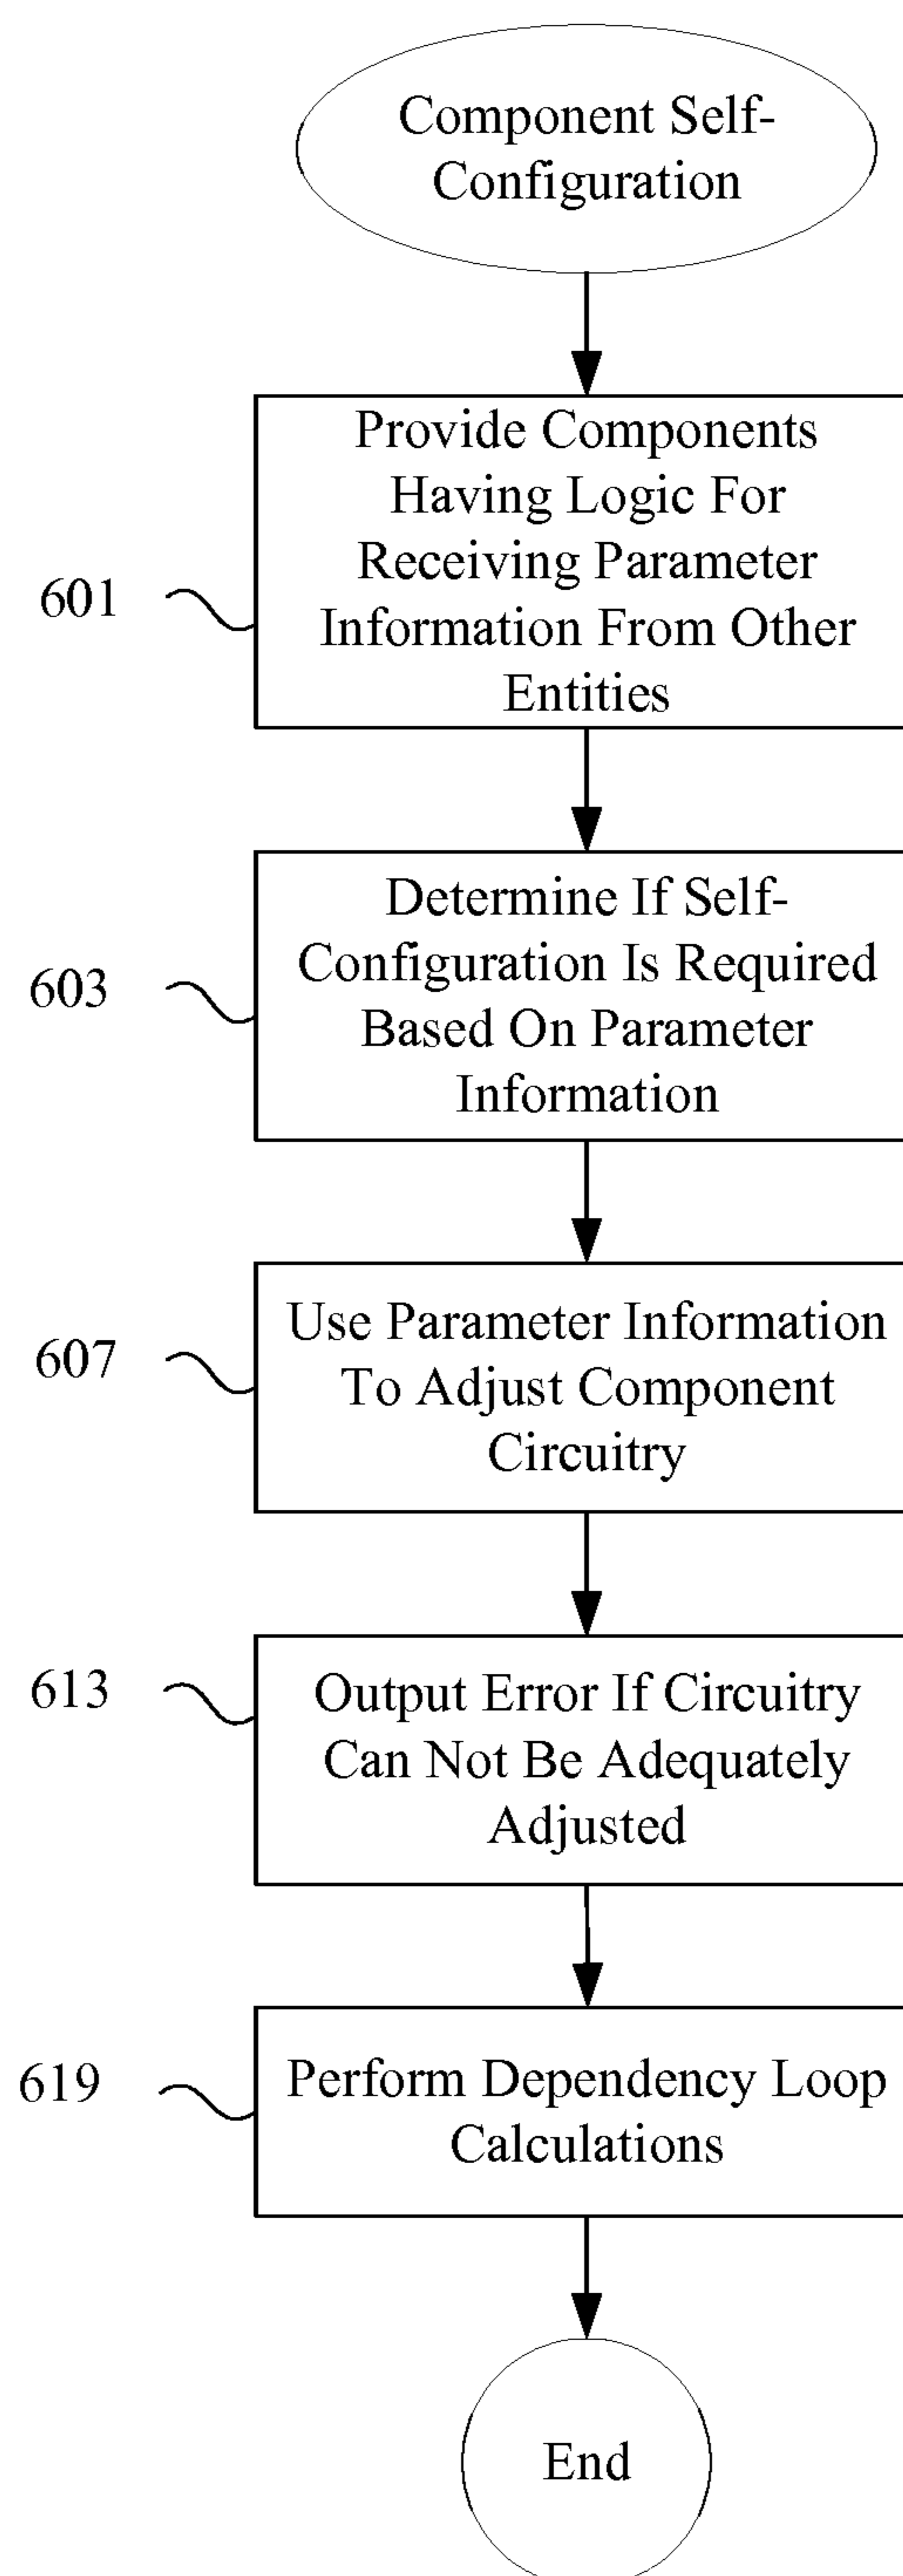 Component Self-
Configuration
Provide Components
Having Logic For
Receiving Parameter
Information From Other
Entities
601
Determine If Self-
Configuration Is Required
Based On Parameter
Information
603
Use Parameter Information
To Adjust Component
Circuitry
607
Output Error If Circuitry
Can Not Be Adequately
Adjusted
613
Perform Dependency Loop
Calculations
619
End